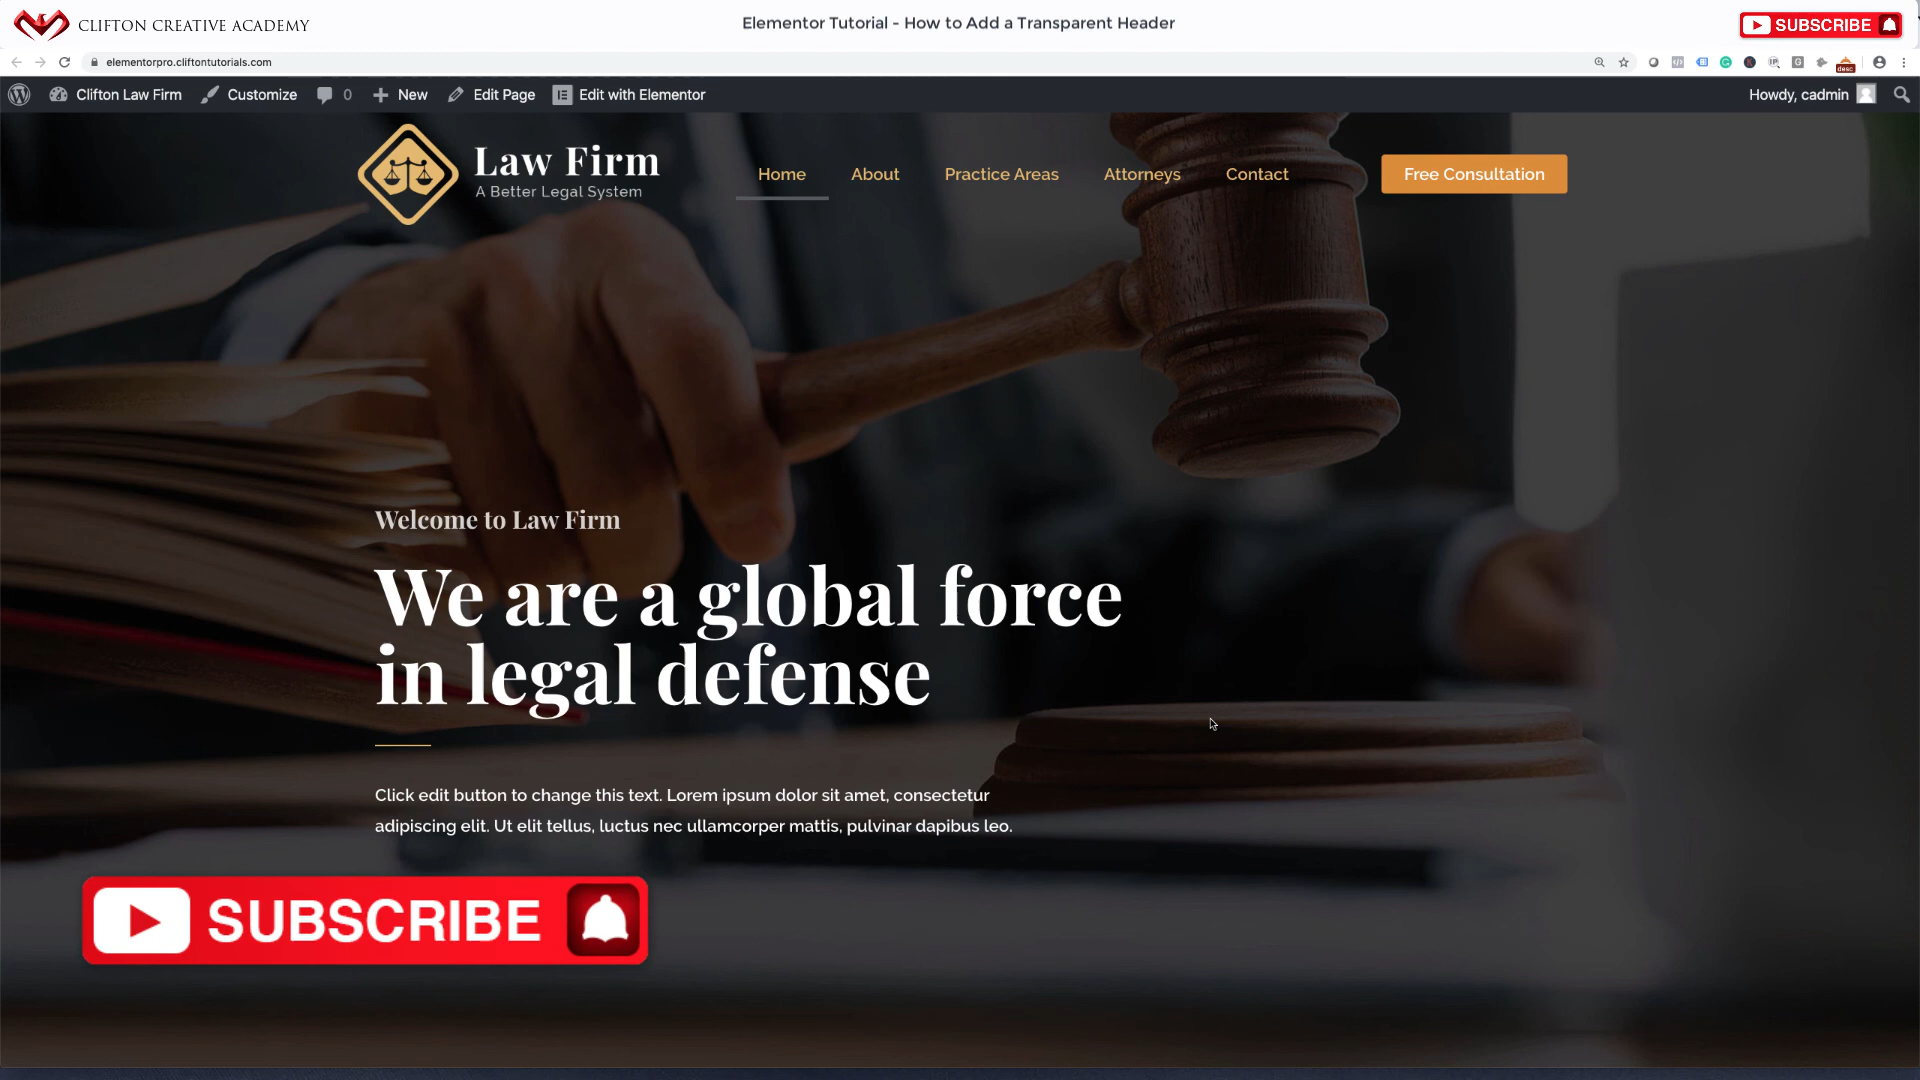 CLIFTON CREATIVE ACADEMY
Elementor Tutorial - How to Add a Transparent Header
SUBSCRIBE
elementorpro.cliftontutorials.com
desc
Clifton Law Firm
Customize
0
New
Edit Page
Edit with Elementor
Howdy, cadmin
Law Firm
A Better Legal System
Home
About
Practice Areas
Attorneys
Contact
Free Consultation
Welcome to Law Firm
We are a global force
in legal defense
Click edit button to change this text. Lorem ipsum dolor sit amet, consectetur
adipiscing elit. Ut elit tellus, luctus nec ullamcorper mattis, pulvinar dapibus leo.
SUBSCRIBE